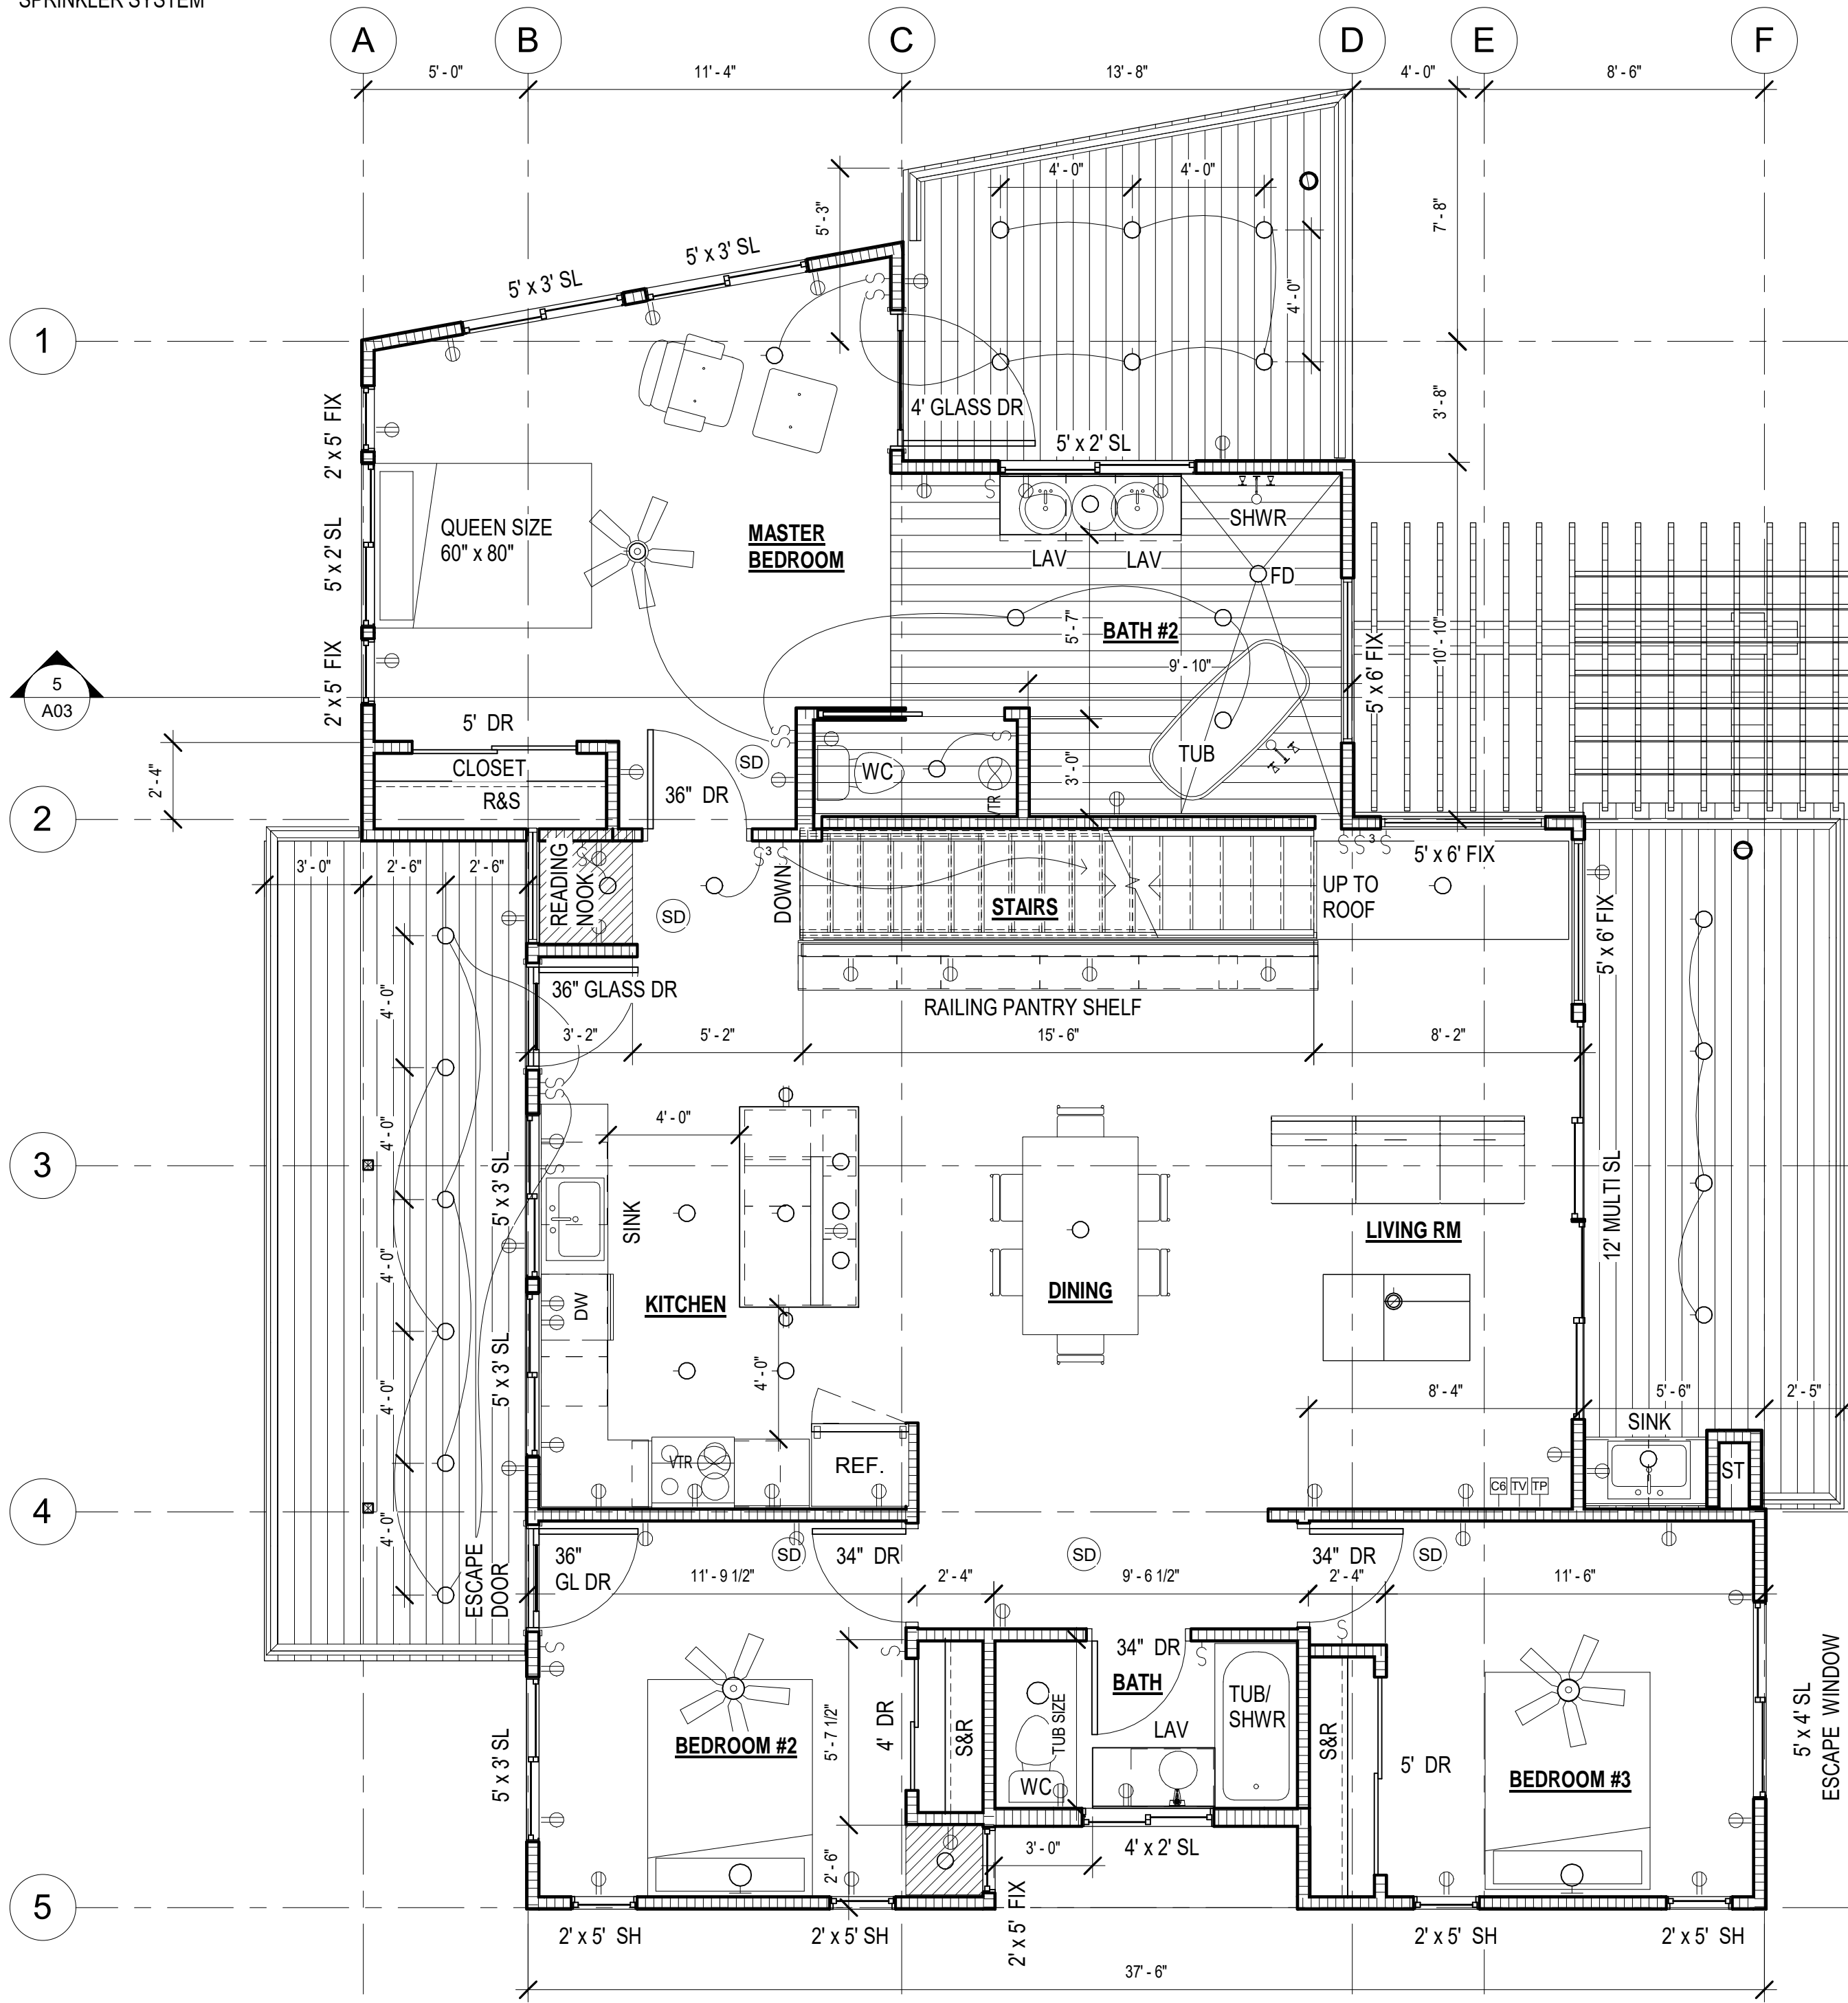 SPRINKLER SYSTEM
A
B
C
D
E
F
5' - 0"
11' - 4"
13' - 8"
4' - 0"
8' - 6"
4' - 0"
4' - 0"
5' - 3"
7' - 8"
5' x 3' SL
5' x 3' SL
4' - 0"
1
2' x 5' FIX
4' GLASS DR
3' - 8"
5' x 2' SL
QUEEN SIZE
60" x 80"
MASTER
BEDROOM
SHWR
LAV
LAV
5' x 2' SL
FD
5' - 7"
BATH #2
10' - 10"
5' x 6' FIX
9' - 10"
2' x 5' FIX
5
A03
5' DR
TUB
SD
CLOSET
WC
3' - 0"
2' - 4"
R&S
36" DR
VTR
2
3
3
5' x 6' FIX
3' - 0"
2' - 6"
2' - 6"
READING
NOOK
DOWN
STAIRS
UP TO
ROOF
SD
5' x 6' FIX
36" GLASS DR
RAILING PANTRY SHELF
4' - 0"
3' - 2"
5' - 2"
15' - 6"
8' - 2"
4' - 0"
4' - 0"
3
5' x 3' SL
SINK
12' MULTI SL
LIVING RM
4' - 0"
DW
KITCHEN
DINING
5' x 3' SL
4' - 0"
4' - 0"
8' - 4"
5' - 6"
2' - 5"
SINK
VTR
REF.
ST
C6
TV
TP
4
4' - 0"
ESCAPE
DOOR
36"
GL DR
SD
34" DR
SD
34" DR
SD
11' - 9 1/2"
2' - 4"
9' - 6 1/2"
2' - 4"
11' - 6"
34" DR
BATH
TUB SIZE
TUB/
SHWR
LAV
5' x 3' SL
BEDROOM #2
5' - 7 1/2"
4' DR
S&R
WC
S&R
5' DR
BEDROOM #3
5' x 4' SL
ESCAPE WINDOW
2' - 6"
3' - 0"
4' x 2' SL
5
2' x 5' SH
2' x 5' SH
2' x 5' FIX
2' x 5' SH
2' x 5' SH
37' - 6"